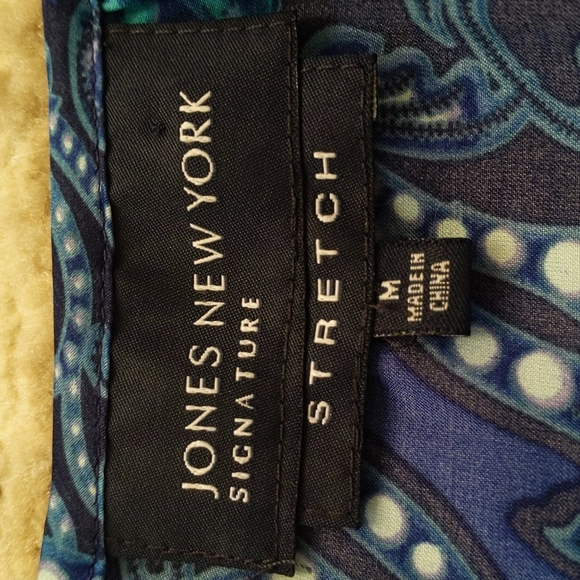 JONES NEW YORK
SIGNATURE
STRETCH
M
MADE IN
CHINA